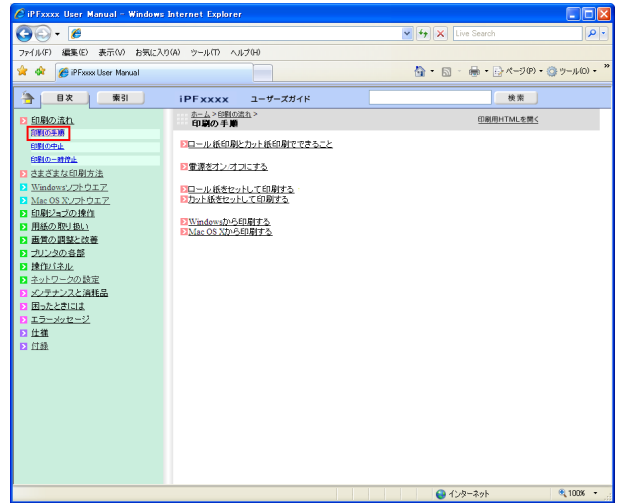 iPFxxxx User Manual - Windows Internet Explorer
Live Search
ファイル(F) 編集(E) 表示(V) お気に入り(A) ツール(T) ヘルプ(H)
iPFxxxx User Manual
ページ(P) ツール(O)
目次 索引 iPFxxxx ユーザーズガイド 検索
ホーム > 印刷の流れ >
印刷の手順
印刷用HTMLを開く
印刷の流れ
印刷の手順
印刷の中止
印刷の一時停止
さまざまな印刷方法
Windowsソフトウエア
Mac OS Xソフトウエア
印刷ジョブの操作
用紙の取り扱い
画質の調整と改善
プリンタの各部
操作パネル
ネットワークの設定
メンテナンスと消耗品
困ったときには
エラーメッセージ
仕様
付録
ロール紙印刷とカット紙印刷でできること
電源をオン/オフにする
ロール紙をセットして印刷する
カット紙をセットして印刷する
Windowsから印刷する
Mac OS Xから印刷する
インターネット 100%